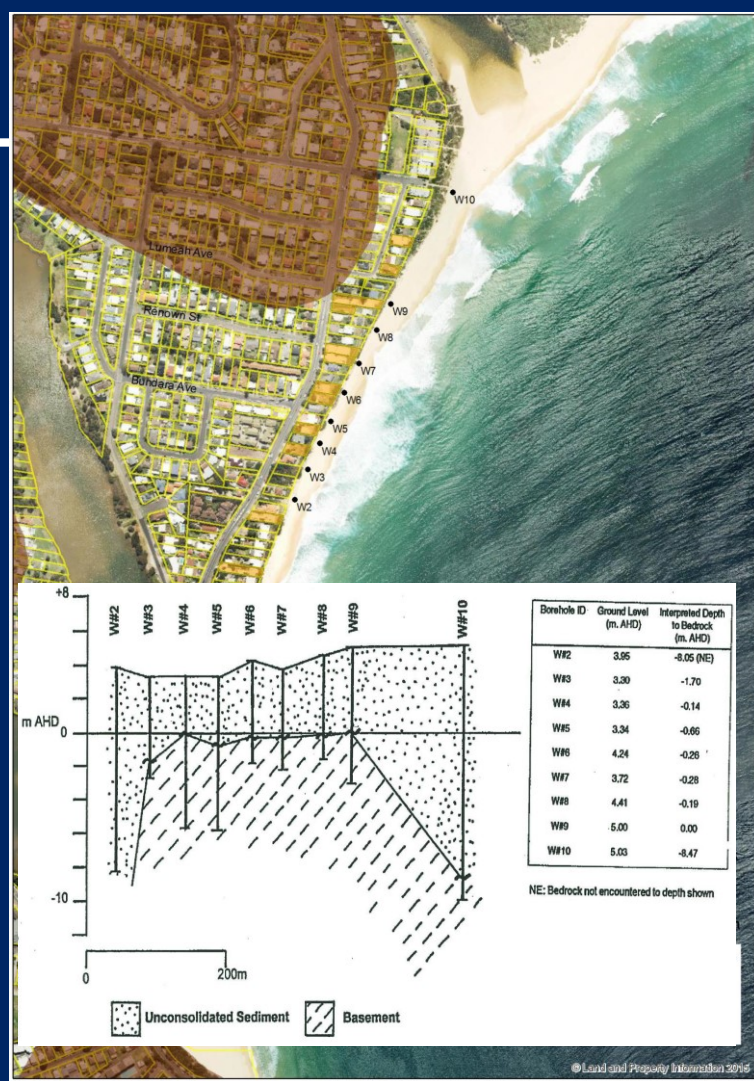 W10
Lumeah Ave
W9
Renown St
W8
W7
Bundara Ave
W6
W5
W4
W3
W2
+8
W#2
W#3
W#4
W#5
W#6
W#7
W#8
W#9
W#10
m AHD
0
-10
0 200m
Unconsolidated Sediment Basement
Borehole ID Ground Level (m. AHD) Interpreted Depth to Bedrock (m. AHD)
W#2 3.95 -8.05 (NE)
W#3 3.30 -1.70
W#4 3.36 -0.14
W#5 3.34 -0.66
W#6 4.24 -0.26
W#7 3.72 -0.28
W#8 4.41 -0.19
W#9 5.00 0.00
W#10 5.03 -8.47
NE: Bedrock not encountered to depth shown
© Land and Property Information 2015